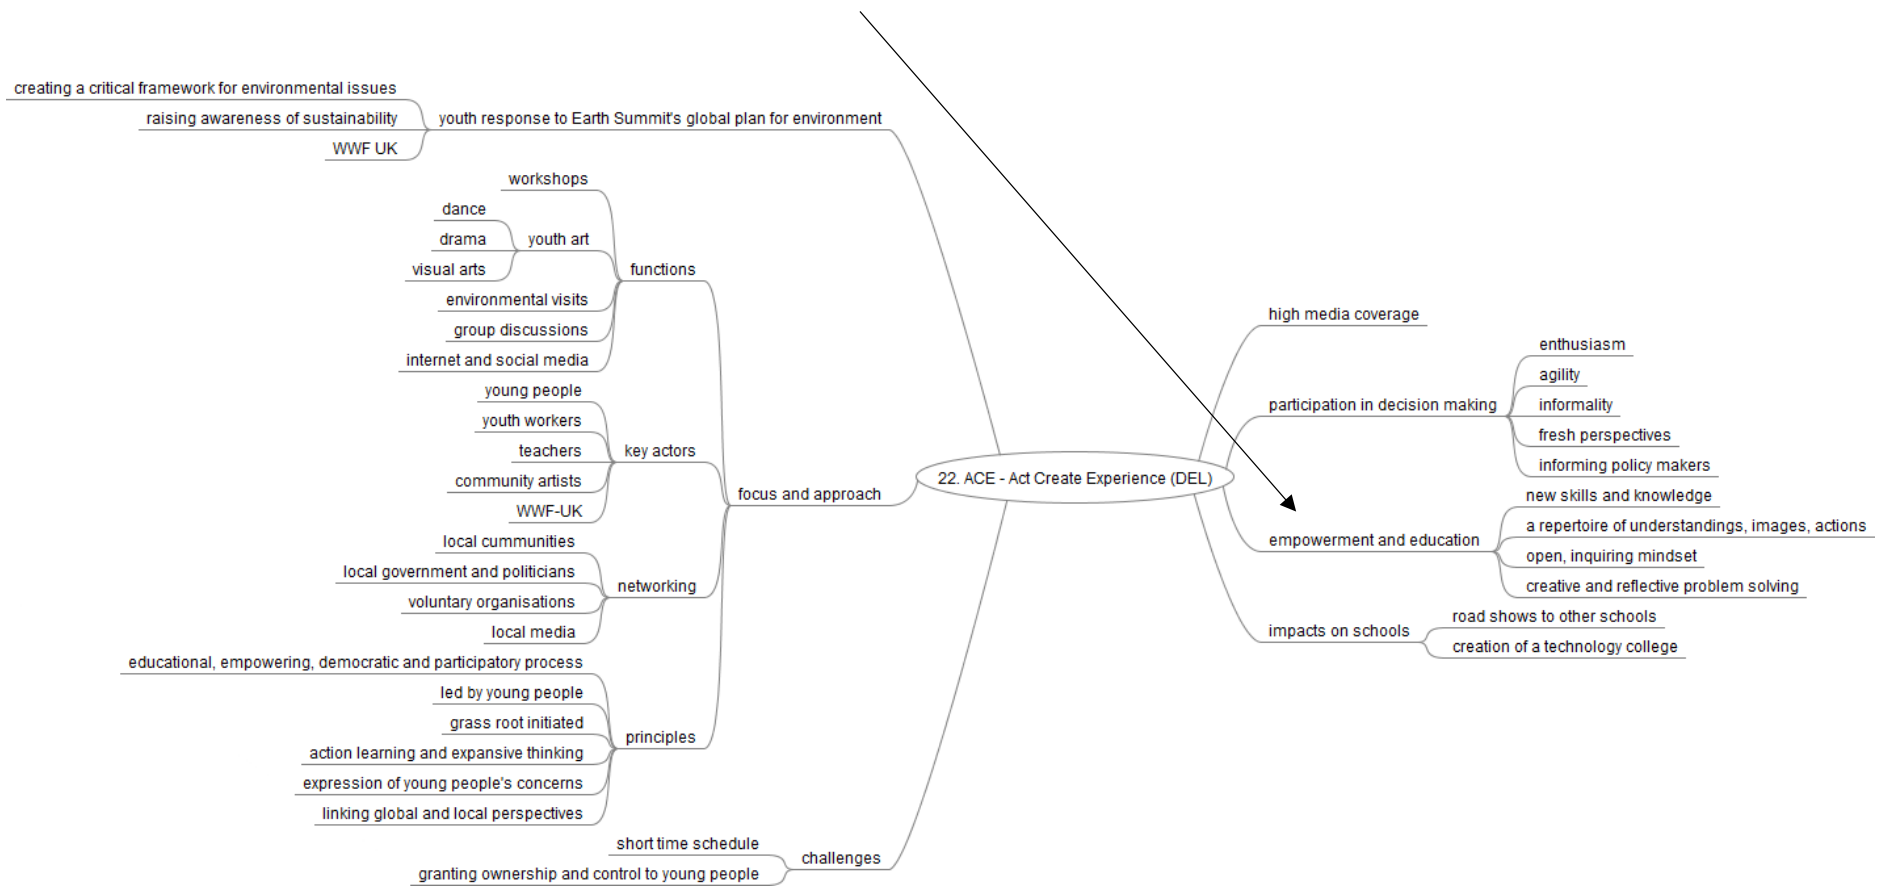 creating a critical framework for environmental issues
raising awareness of sustainability
WWF UK
youth response to Earth Summit's global plan for environment
workshops
dance
drama
visual arts
youth art
environmental visits
group discussions
internet and social media
functions
young people
youth workers
teachers
community artists
WWF-UK
key actors
local cummunities
local government and politicians
voluntary organisations
local media
networking
educational, empowering, democratic and participatory process
led by young people
grass root initiated
action learning and expansive thinking
expression of young people's concerns
linking global and local perspectives
principles
focus and approach
short time schedule
granting ownership and control to young people
challenges
22. ACE - Act Create Experience (DEL)
high media coverage
participation in decision making
enthusiasm
agility
informality
fresh perspectives
informing policy makers
empowerment and education
new skills and knowledge
a repertoire of understandings, images, actions
open, inquiring mindset
creative and reflective problem solving
impacts on schools
road shows to other schools
creation of a technology college